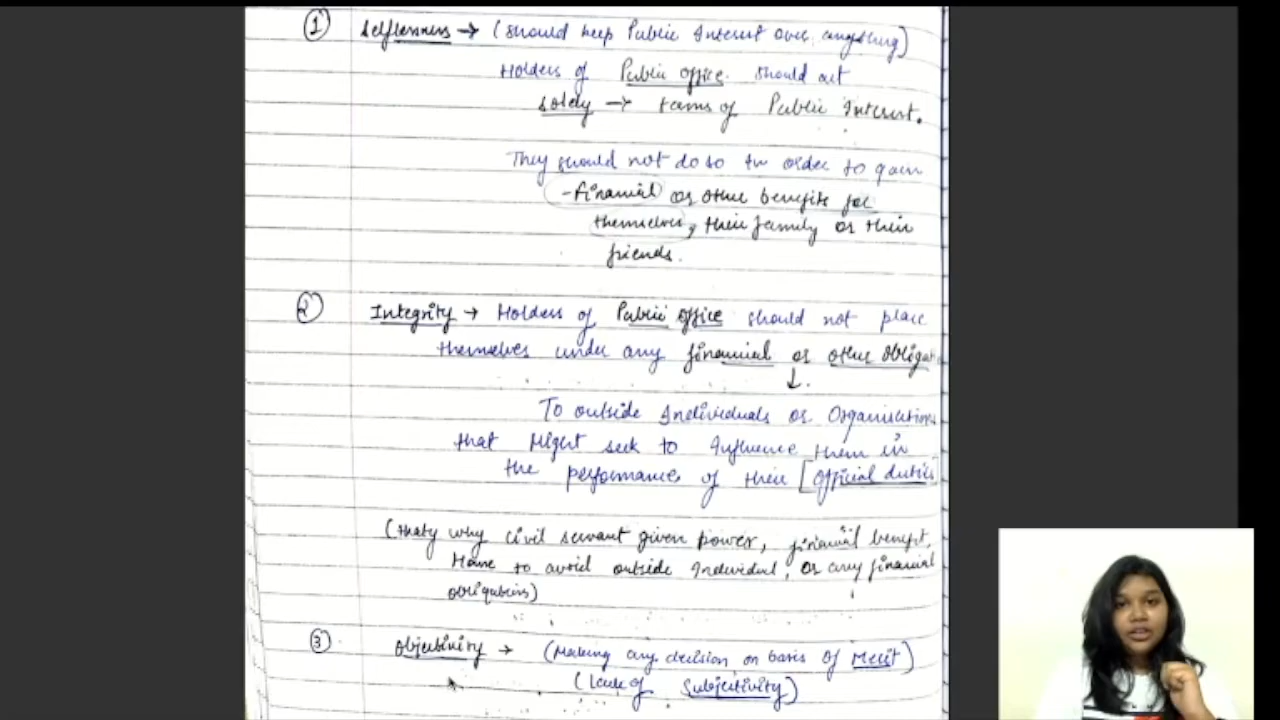 ① Selflessness → (should keep Public Interest over anything)
Holders of Public office should act
solely → terms of Public Interest.
They should not do so in order to gain
- financial or other benefits for
themselves, their family or their
friends.
② Integrity → Holders of Public office should not place
themselves under any financial or other obligat
↓
To outside Individuals or Organisations
that Might seek to Influence them in
the performance of their [official duties
(thats why civil servant given power, financial benefit,
Home to avoid outside Individual, or any financial
obligations)
③ Objectivity → (Making any decision on basis of Merit)
(lack of Subjectivity)